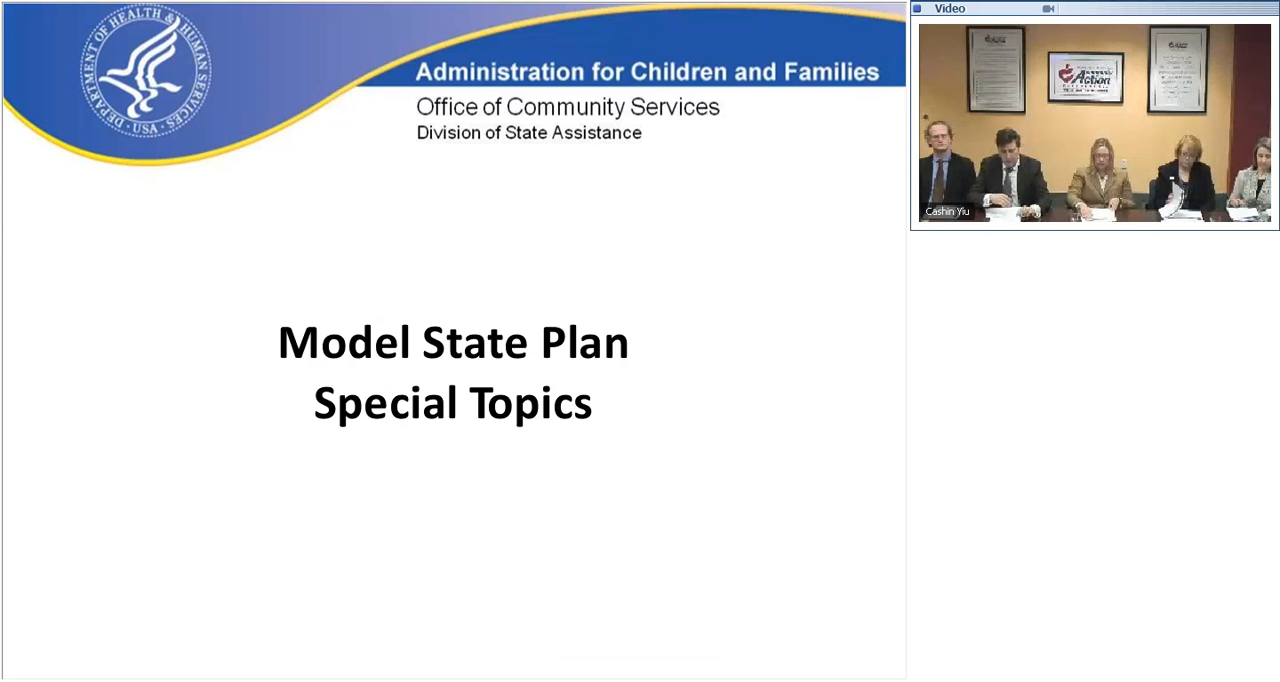 DEPARTMENT OF HEALTH & HUMAN SERVICES · USA
Administration for Children and Families
Office of Community Services
Division of State Assistance
Model State Plan
Special Topics
Video
Action
Cashin Yiu